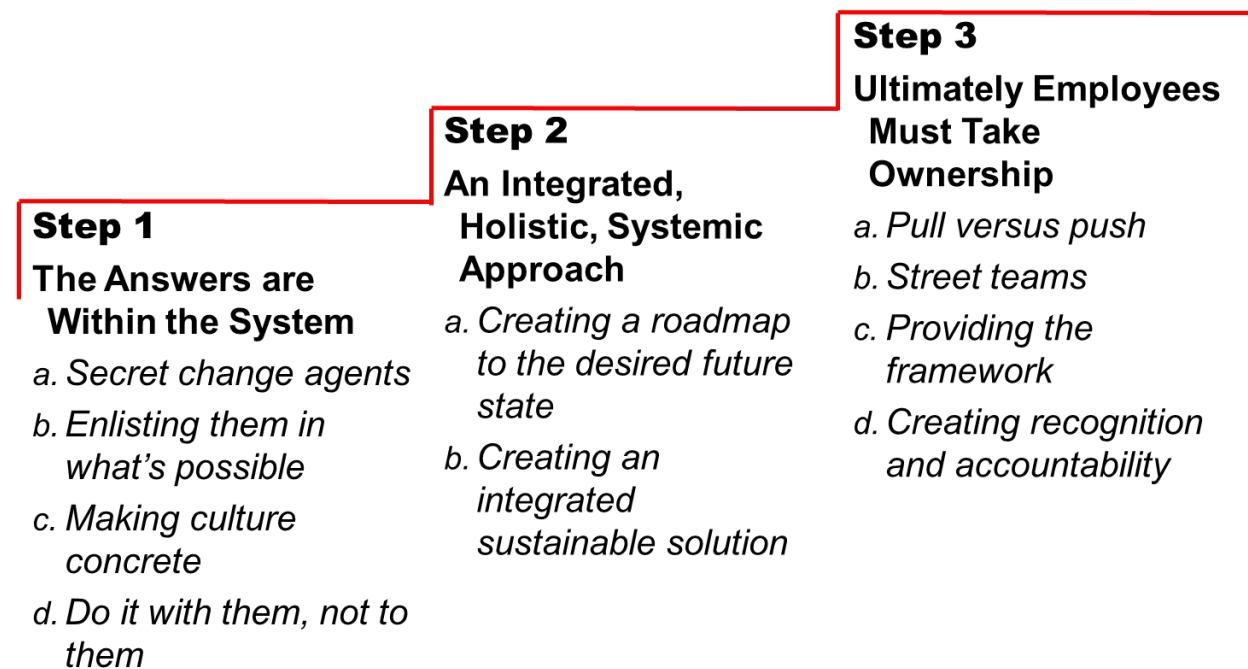 Step 1
The Answers are
Within the System
a. Secret change agents
b. Enlisting them in
what’s possible
c. Making culture
concrete
d. Do it with them, not to
them
Step 2
An Integrated,
Holistic, Systemic
Approach
a. Creating a roadmap
to the desired future
state
b. Creating an
integrated
sustainable solution
Step 3
Ultimately Employees
Must Take
Ownership
a. Pull versus push
b. Street teams
c. Providing the
framework
d. Creating recognition
and accountability